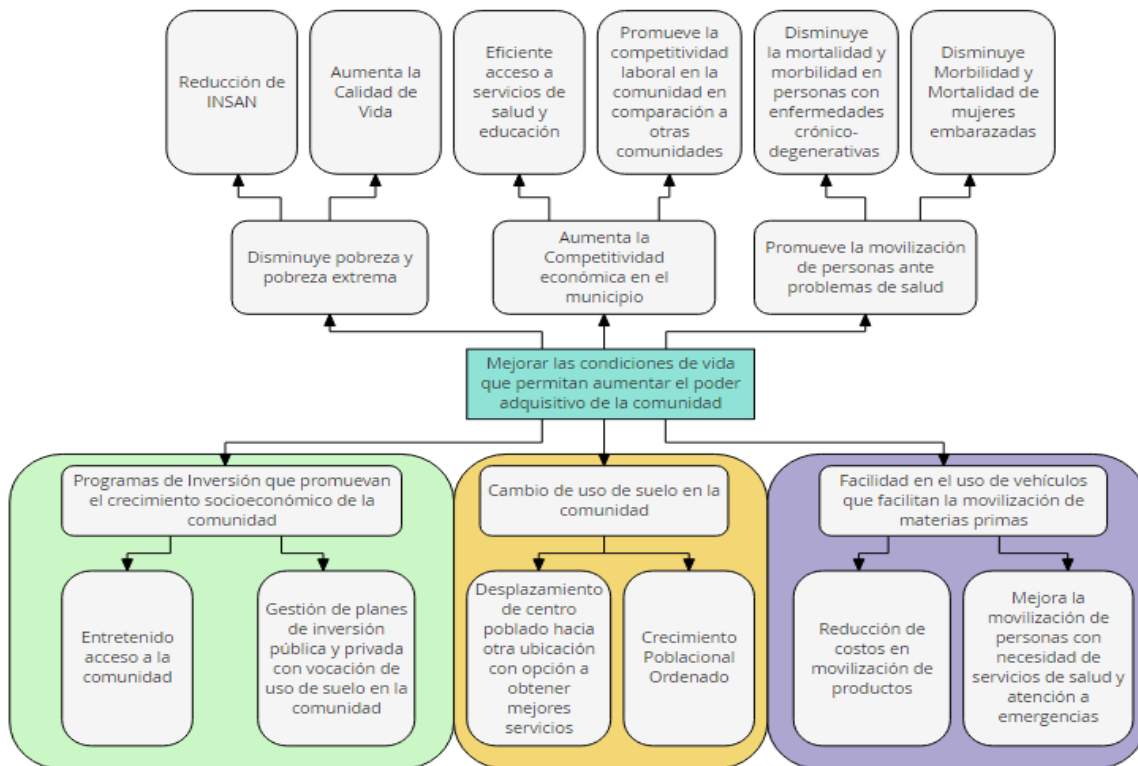 Reducción de
INSAN
Aumenta la
Calidad de
Vida
Eficiente
acceso a
servicios de
salud y
educación
Promueve la
competitividad
laboral en la
comunidad en
comparación a
otras
comunidades
Disminuye
la mortalidad y
morbilidad en
personas con
enfermedades
crónico-
degenerativas
Disminuye
Morbilidad y
Mortalidad de
mujeres
embarazadas
Disminuye pobreza y
pobreza extrema
Aumenta la
Competitividad
económica en el
municipio
Promueve la movilización
de personas ante
problemas de salud
Mejorar las condiciones de vida
que permitan aumentar el poder
adquisitivo de la comunidad
Programas de Inversión que promuevan
el crecimiento socioeconómico de la
comunidad
Cambio de uso de suelo en la
comunidad
Facilidad en el uso de vehículos
que facilitan la movilización de
materias primas
Entretenido
acceso a la
comunidad
Gestión de planes
de inversión
pública y privada
con vocación de
uso de suelo en la
comunidad
Desplazamiento
de centro
poblado hacia
otra ubicación
con opción a
obtener
mejores
servicios
Crecimiento
Poblacional
Ordenado
Reducción de
costos en
movilización de
productos
Mejora la
movilización de
personas con
necesidad de
servicios de salud y
atención a
emergencias